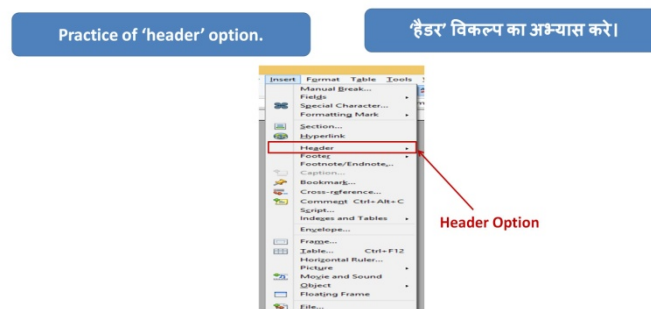 Practice of ‘header’ option.
‘हैडर’ विकल्प का अभ्यास करे।
Insert Format Table Tools
Manual Break...
Fields
Special Character...
Formatting Mark
Section...
Hyperlink
Header
Footer
Footnote/Endnote...
Caption...
Bookmark...
Cross-reference...
Comment Ctrl+Alt+C
Script...
Indexes and Tables
Envelope...
Frame...
Table... Ctrl+F12
Horizontal Ruler...
Picture
Movie and Sound
Object
Floating Frame
File...
Header Option